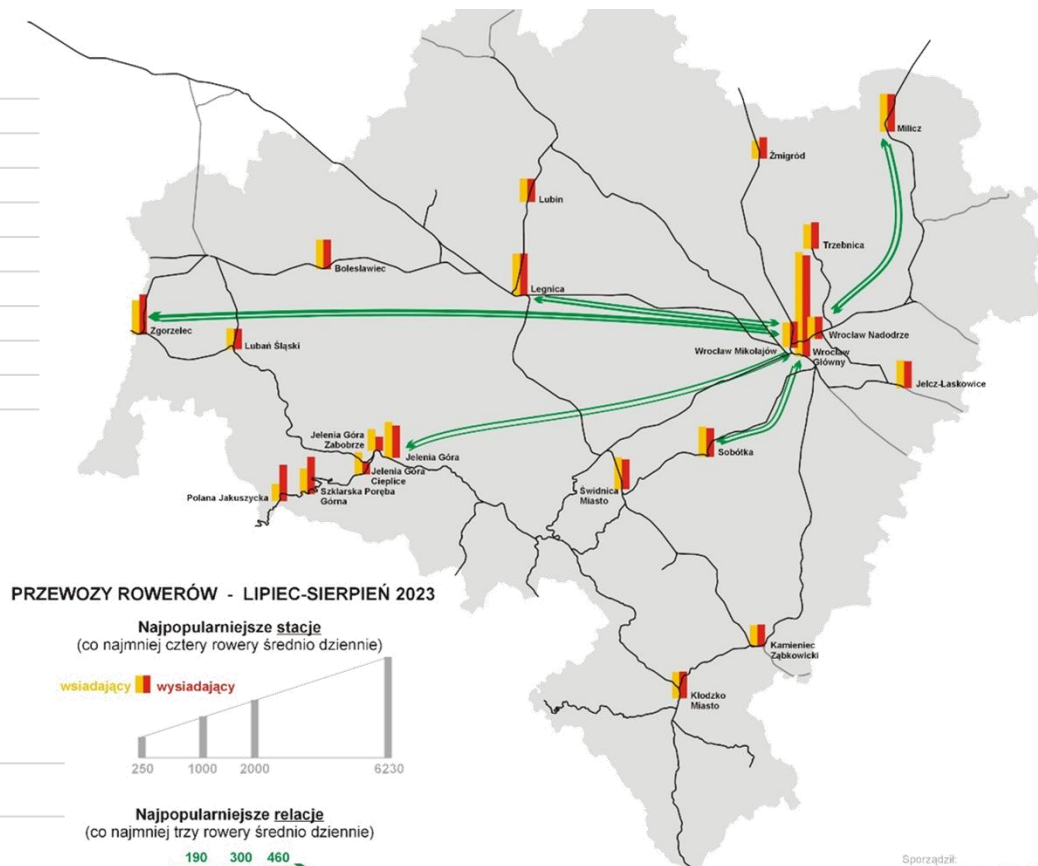 Milicz
Żmigród
Lubin
Trzebnica
Bolesławiec
Legnica
Zgorzelec
Lubań Śląski
Wrocław Nadodrze
Wrocław Mikołajów
Wrocław
Główny
Jelcz-Laskowice
Jelenia Góra
Zabobrze
Jelenia Góra
Sobótka
Jelenia Góra
Cieplice
Szklarska Poręba
Górna
Polana Jakuszycka
Świdnica
Miasto
PRZEWOZY ROWERÓW - LIPIEC-SIERPIEŃ 2023
Najpopularniejsze stacje
(co najmniej cztery rowery średnio dziennie)
wsiadający wysiadający
250 1000 2000 6230
Kamieniec
Ząbkowicki
Kłodzko
Miasto
Najpopularniejsze relacje
(co najmniej trzy rowery średnio dziennie)
190 300 460
Sporządził: